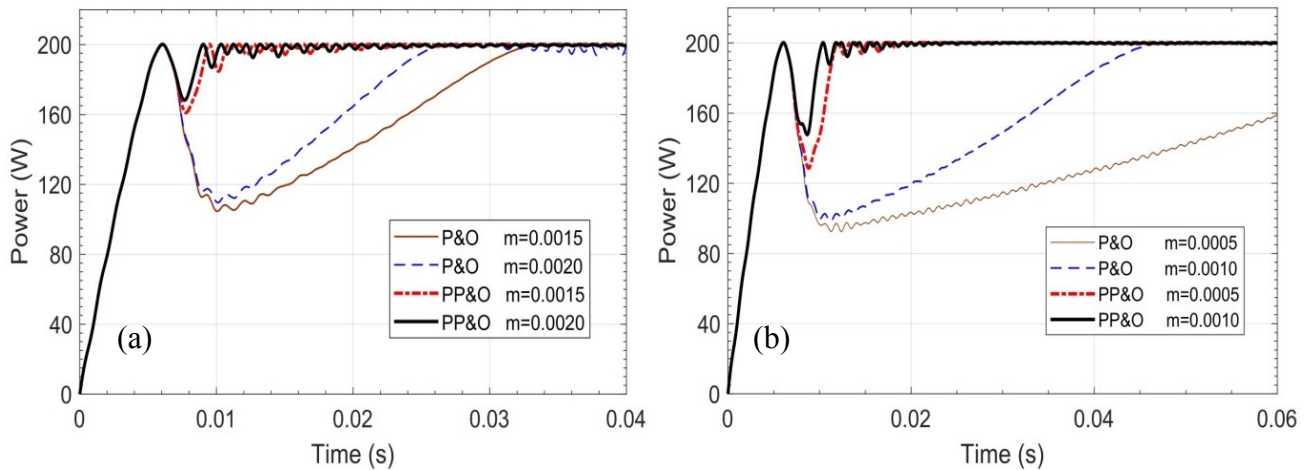 200
160
120
80
40
0
Power (W)
P&O m=0.0015
P&O m=0.0020
PP&O m=0.0015
PP&O m=0.0020
(a)
0 0.01 0.02 0.03 0.04
Time (s)
200
160
120
80
40
0
Power (W)
P&O m=0.0005
P&O m=0.0010
PP&O m=0.0005
PP&O m=0.0010
(b)
0 0.02 0.04 0.06
Time (s)